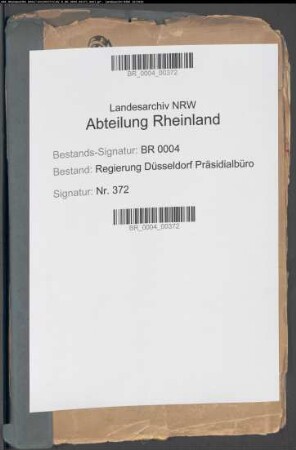 BR_0004_00372
Landesarchiv NRW
Abteilung Rheinland
Bestands-Signatur: BR 0004
Bestand: Regierung Düsseldorf Präsidialbüro
Signatur: Nr. 372
BR_0004_00372